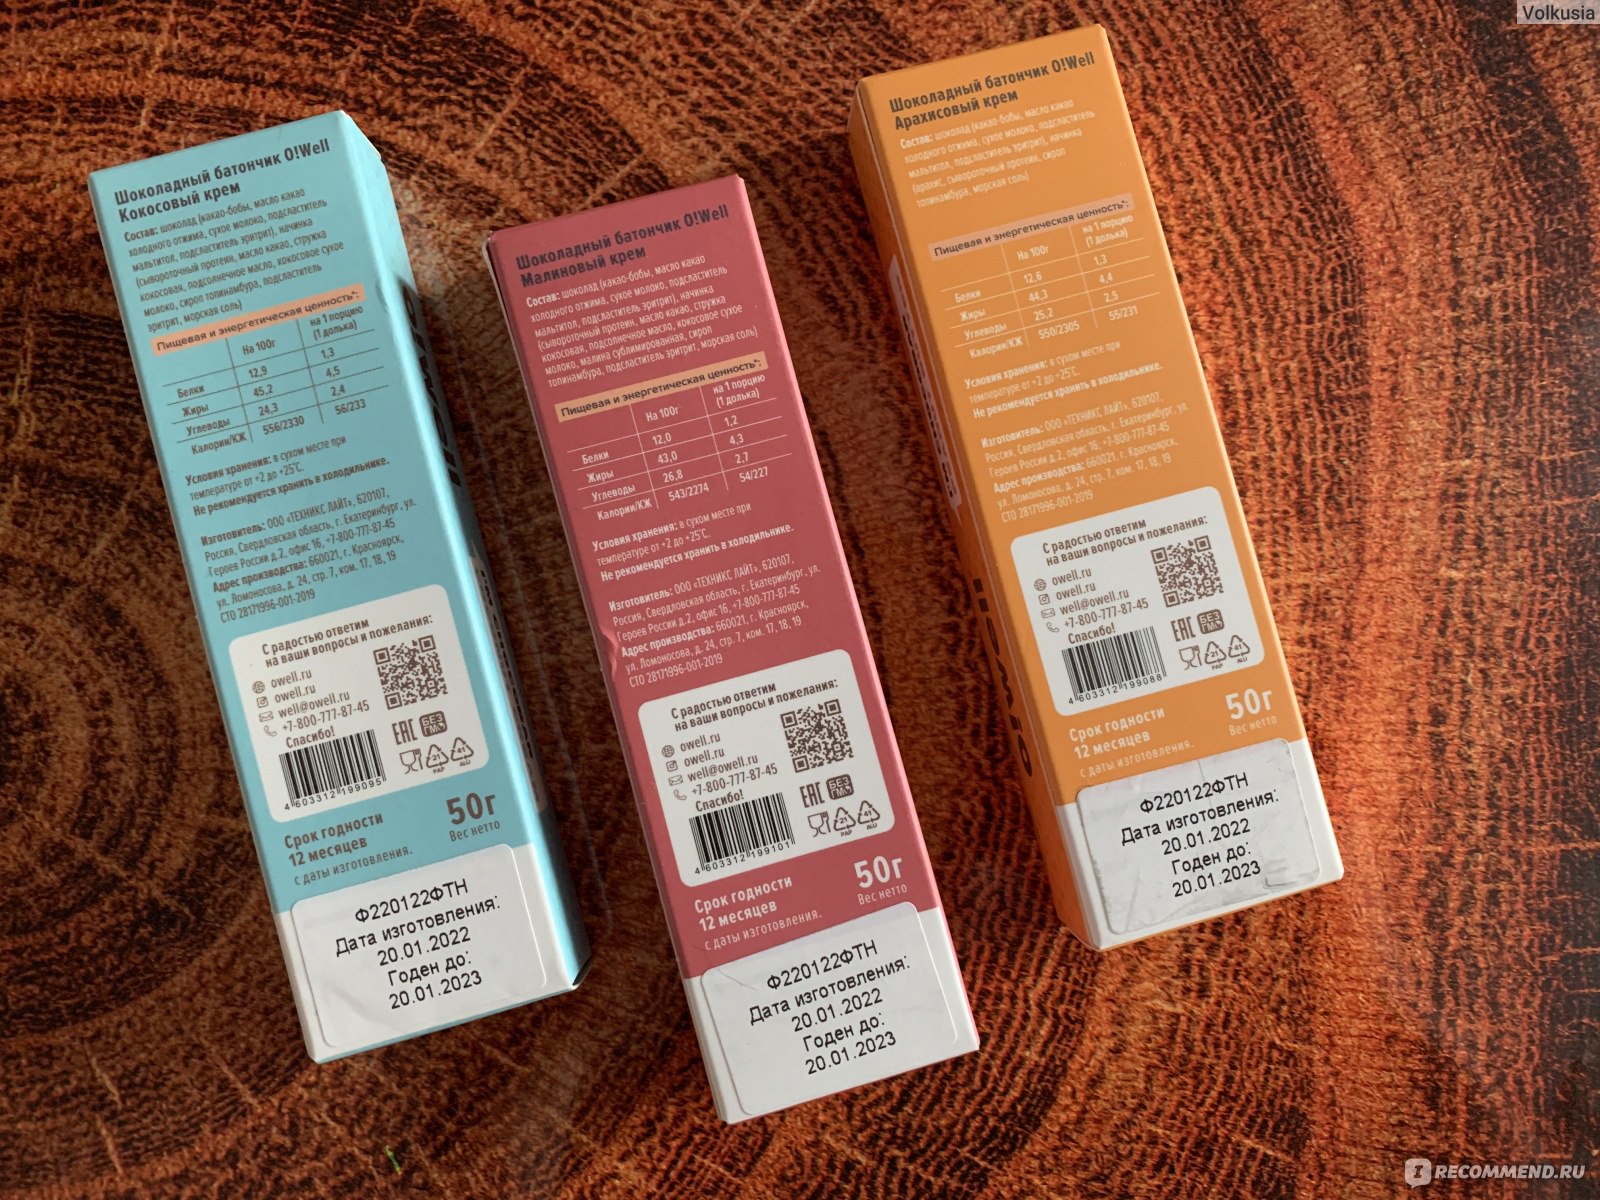 Volkusia
Шоколадный батончик O!Well
Кокосовый крем
Состав: шоколад (какао-бобы, масло какао
холодного отжима, сухое молоко, подсластитель
мальтитол, подсластитель эритрит), начинка
(сывороточный протеин, масло какао, стружка
кокосовая, подсолнечное масло, кокосовое сухое
молоко, сироп топинамбура, подсластитель
эритрит, морская соль)
Пищевая и энергетическая ценность*:
На 100г на 1 порцию
(1 долька)
Белки 12,9 1,3
Жиры 45,2 4,5
Углеводы 24,3 2,4
Калории/КЖ 556/2330 56/233
Условия хранения: в сухом месте при
температуре от +2 до +25°С.
Не рекомендуется хранить в холодильнике.
Изготовитель: ООО «ТЕХНИКС ЛАЙТ», 620107,
Россия, Свердловская область, г. Екатеринбург, ул.
Героев России д.2, офис 16, +7-800-777-87-45
Адрес производства: 660021, г. Красноярск,
ул. Ломоносова, д. 24, стр. 7, ком. 17, 18, 19
СТО 28171996-001-2019
С радостью ответим
на ваши вопросы и пожелания:
owell.ru
owell.ru
well@owell.ru
+7-800-777-87-45
Спасибо!
4 603312 199095
EAC
БЕЗ
ГМО
21
PAP
41
ALU
Срок годности
12 месяцев
с даты изготовления.
50г
Вес нетто
Ф220122ФТН
Дата изготовления:
20.01.2022
Годен до:
20.01.2023
Шоколадный батончик O!Well
Малиновый крем
Состав: шоколад (какао-бобы, масло какао
холодного отжима, сухое молоко, подсластитель
мальтитол, подсластитель эритрит), начинка
(сывороточный протеин, масло какао, стружка
кокосовая, подсолнечное масло, кокосовое сухое
молоко, малина сублимированная, сироп
топинамбура, подсластитель эритрит, морская соль)
Пищевая и энергетическая ценность*:
На 100г на 1 порцию
(1 долька)
Белки 12,0 1,2
Жиры 43,0 4,3
Углеводы 26,8 2,7
Калории/КЖ 543/2274 54/227
Условия хранения: в сухом месте при
температуре от +2 до +25°С.
Не рекомендуется хранить в холодильнике.
Изготовитель: ООО «ТЕХНИКС ЛАЙТ», 620107,
Россия, Свердловская область, г. Екатеринбург, ул.
Героев России д.2, офис 16, +7-800-777-87-45
Адрес производства: 660021, г. Красноярск,
ул. Ломоносова, д. 24, стр. 7, ком. 17, 18, 19
СТО 28171996-001-2019
С радостью ответим
на ваши вопросы и пожелания:
owell.ru
owell.ru
well@owell.ru
+7-800-777-87-45
Спасибо!
4 603312 199101
EAC
БЕЗ
ГМО
21
PAP
41
ALU
Срок годности
12 месяцев
с даты изготовления.
50г
Вес нетто
Ф220122ФТН
Дата изготовления:
20.01.2022
Годен до:
20.01.2023
Шоколадный батончик O!Well
Арахисовый крем
Состав: шоколад (какао-бобы, масло какао
холодного отжима, сухое молоко, подсластитель
мальтитол, подсластитель эритрит), начинка
(арахис, сывороточный протеин, сироп
топинамбура, морская соль)
Пищевая и энергетическая ценность*:
На 100г на 1 порцию
(1 долька)
Белки 12,6 1,3
Жиры 44,3 4,4
Углеводы 25,2 2,5
Калории/КЖ 550/2305 55/231
Условия хранения: в сухом месте при
температуре от +2 до +25°С.
Не рекомендуется хранить в холодильнике.
Изготовитель: ООО «ТЕХНИКС ЛАЙТ», 620107,
Россия, Свердловская область, г. Екатеринбург, ул.
Героев России д.2, офис 16, +7-800-777-87-45
Адрес производства: 660021, г. Красноярск,
ул. Ломоносова, д. 24, стр. 7, ком. 17, 18, 19
СТО 28171996-001-2019
С радостью ответим
на ваши вопросы и пожелания:
owell.ru
owell.ru
well@owell.ru
+7-800-777-87-45
Спасибо!
4 603312 199088
EAC
БЕЗ
ГМО
21
PAP
41
ALU
Срок годности
12 месяцев
с даты изготовления.
50г
Вес нетто
Ф220122ФТН
Дата изготовления:
20.01.2022
Годен до:
20.01.2023
IRECOMMEND.RU